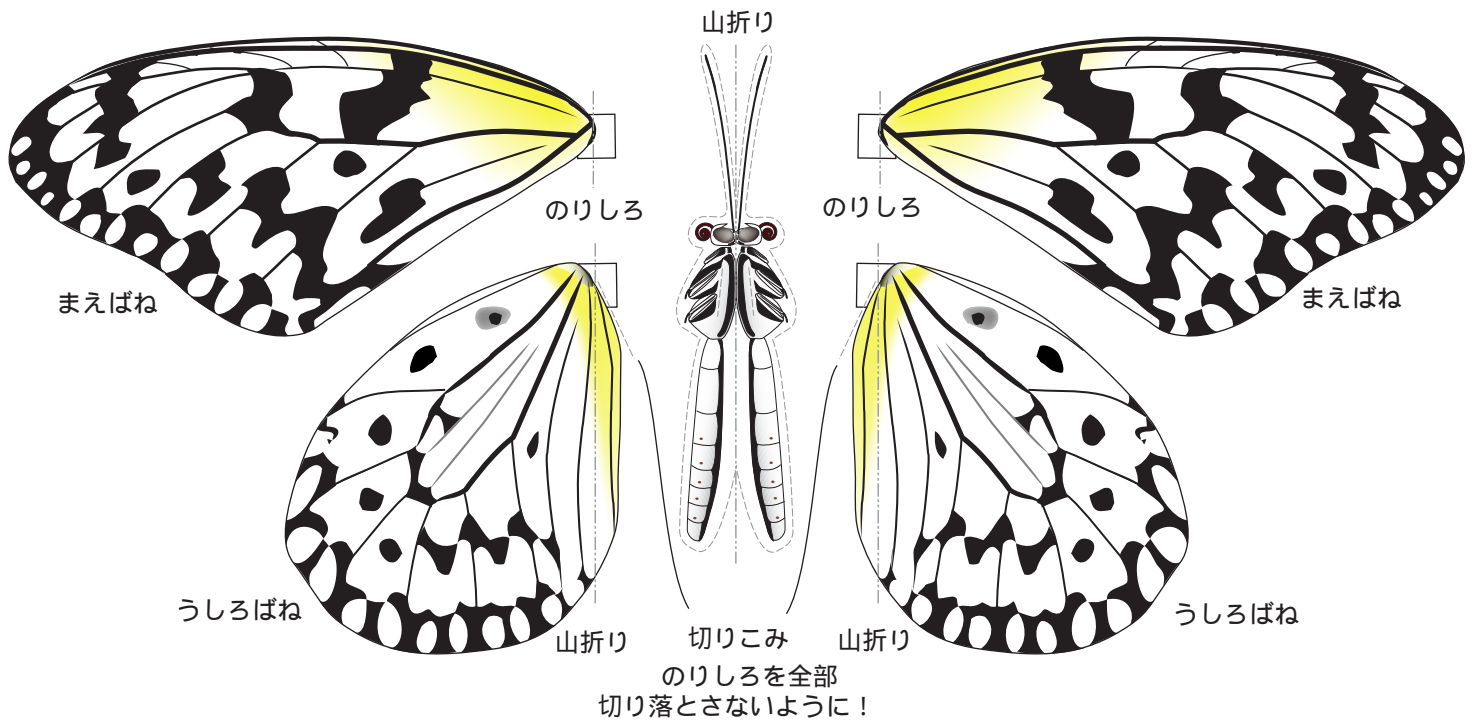 山折り
のりしろ
のりしろ
まえばね
まえばね
うしろばね
うしろばね
山折り
切りこみ
山折り
のりしろを全部
切り落とさないように！